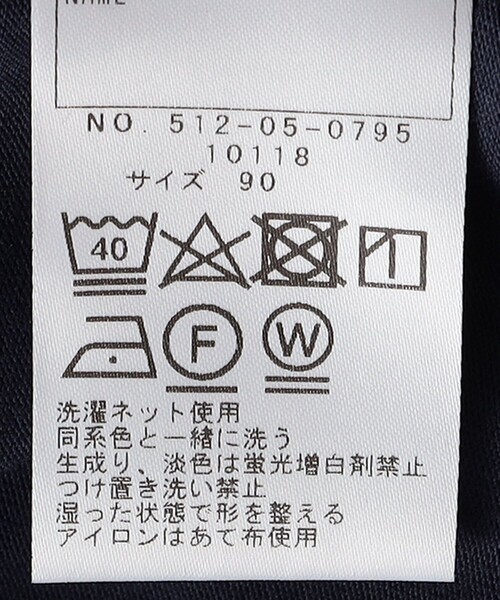 NO. 512-05-0795
10118
サイズ 90
40
F
W
洗濯ネット使用
同系色と一緒に洗う
生成り、淡色は蛍光増白剤禁止
つけ置き洗い禁止
湿った状態で形を整える
アイロンはあて布使用